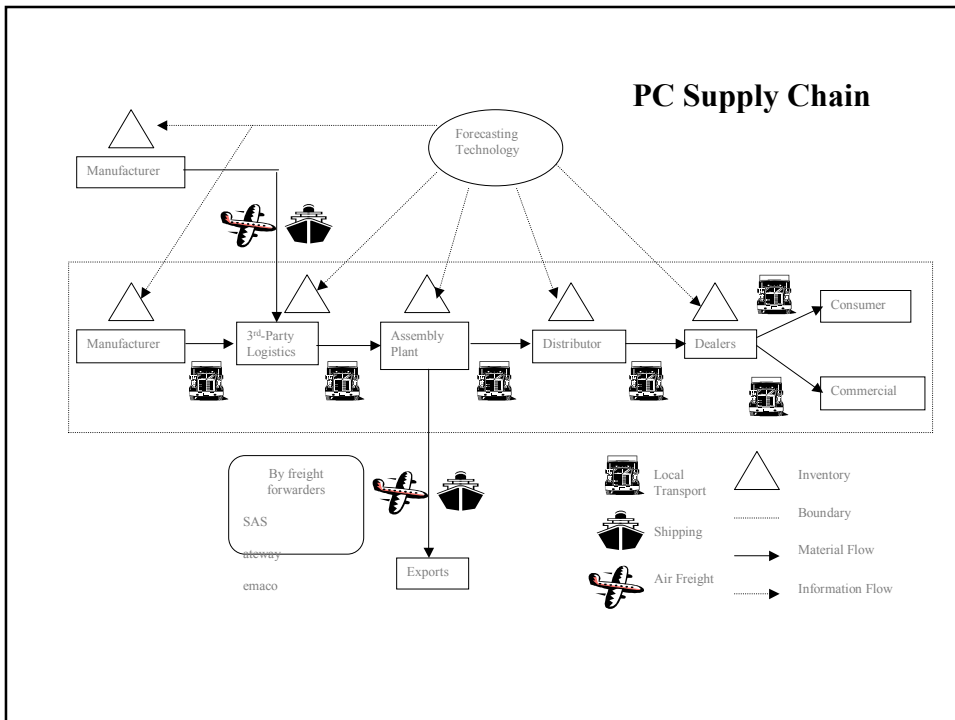 PC Supply Chain
Forecasting
Technology
Manufacturer
Manufacturer
3rd-Party
Logistics
Assembly
Plant
Distributor
Dealers
Consumer
Commercial
By freight
forwarders
SAS
ateway
emaco
Exports
Local
Transport
Shipping
Air Freight
Inventory
Boundary
Material Flow
Information Flow